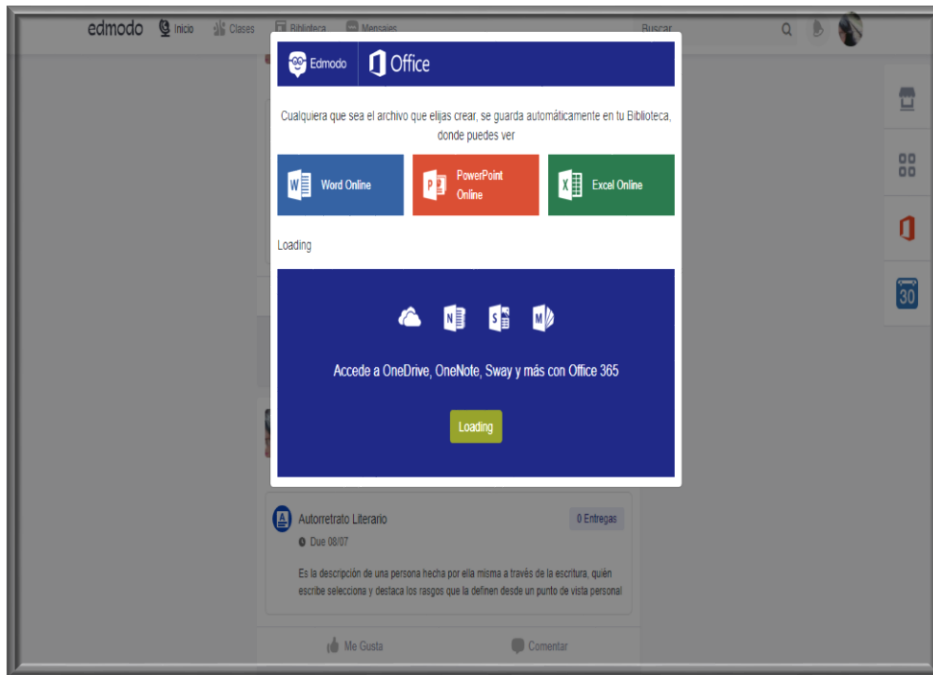 edmodo Inicio Clases Biblioteca Mensajes Buscar
Edmodo Office
Cualquiera que sea el archivo que elijas crear, se guarda automáticamente en tu Biblioteca,
donde puedes ver
Word Online
PowerPoint
Online
Excel Online
Loading
30
Accede a OneDrive, OneNote, Sway y más con Office 365
Loading
Autorretrato Literario 0 Entregas
Due 08/07
Es la descripción de una persona hecha por ella misma a través de la escritura, quién
escribe selecciona y destaca los rasgos que la definen desde un punto de vista personal
Me Gusta Comentar